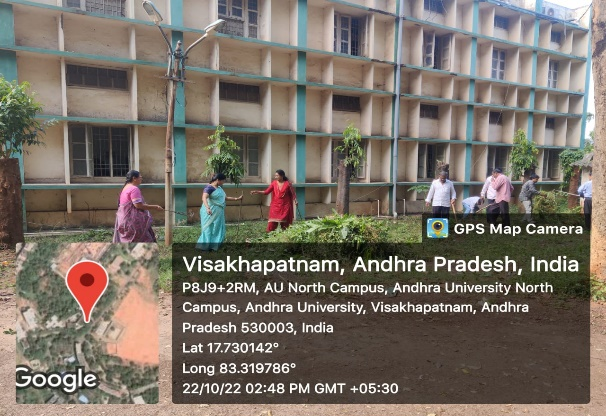 GPS Map Camera
Visakhapatnam, Andhra Pradesh, India
P8J9+2RM, AU North Campus, Andhra University North
Campus, Andhra University, Visakhapatnam, Andhra
Pradesh 530003, India
Lat 17.730142°
Long 83.319786°
22/10/22 02:48 PM GMT +05:30
Google